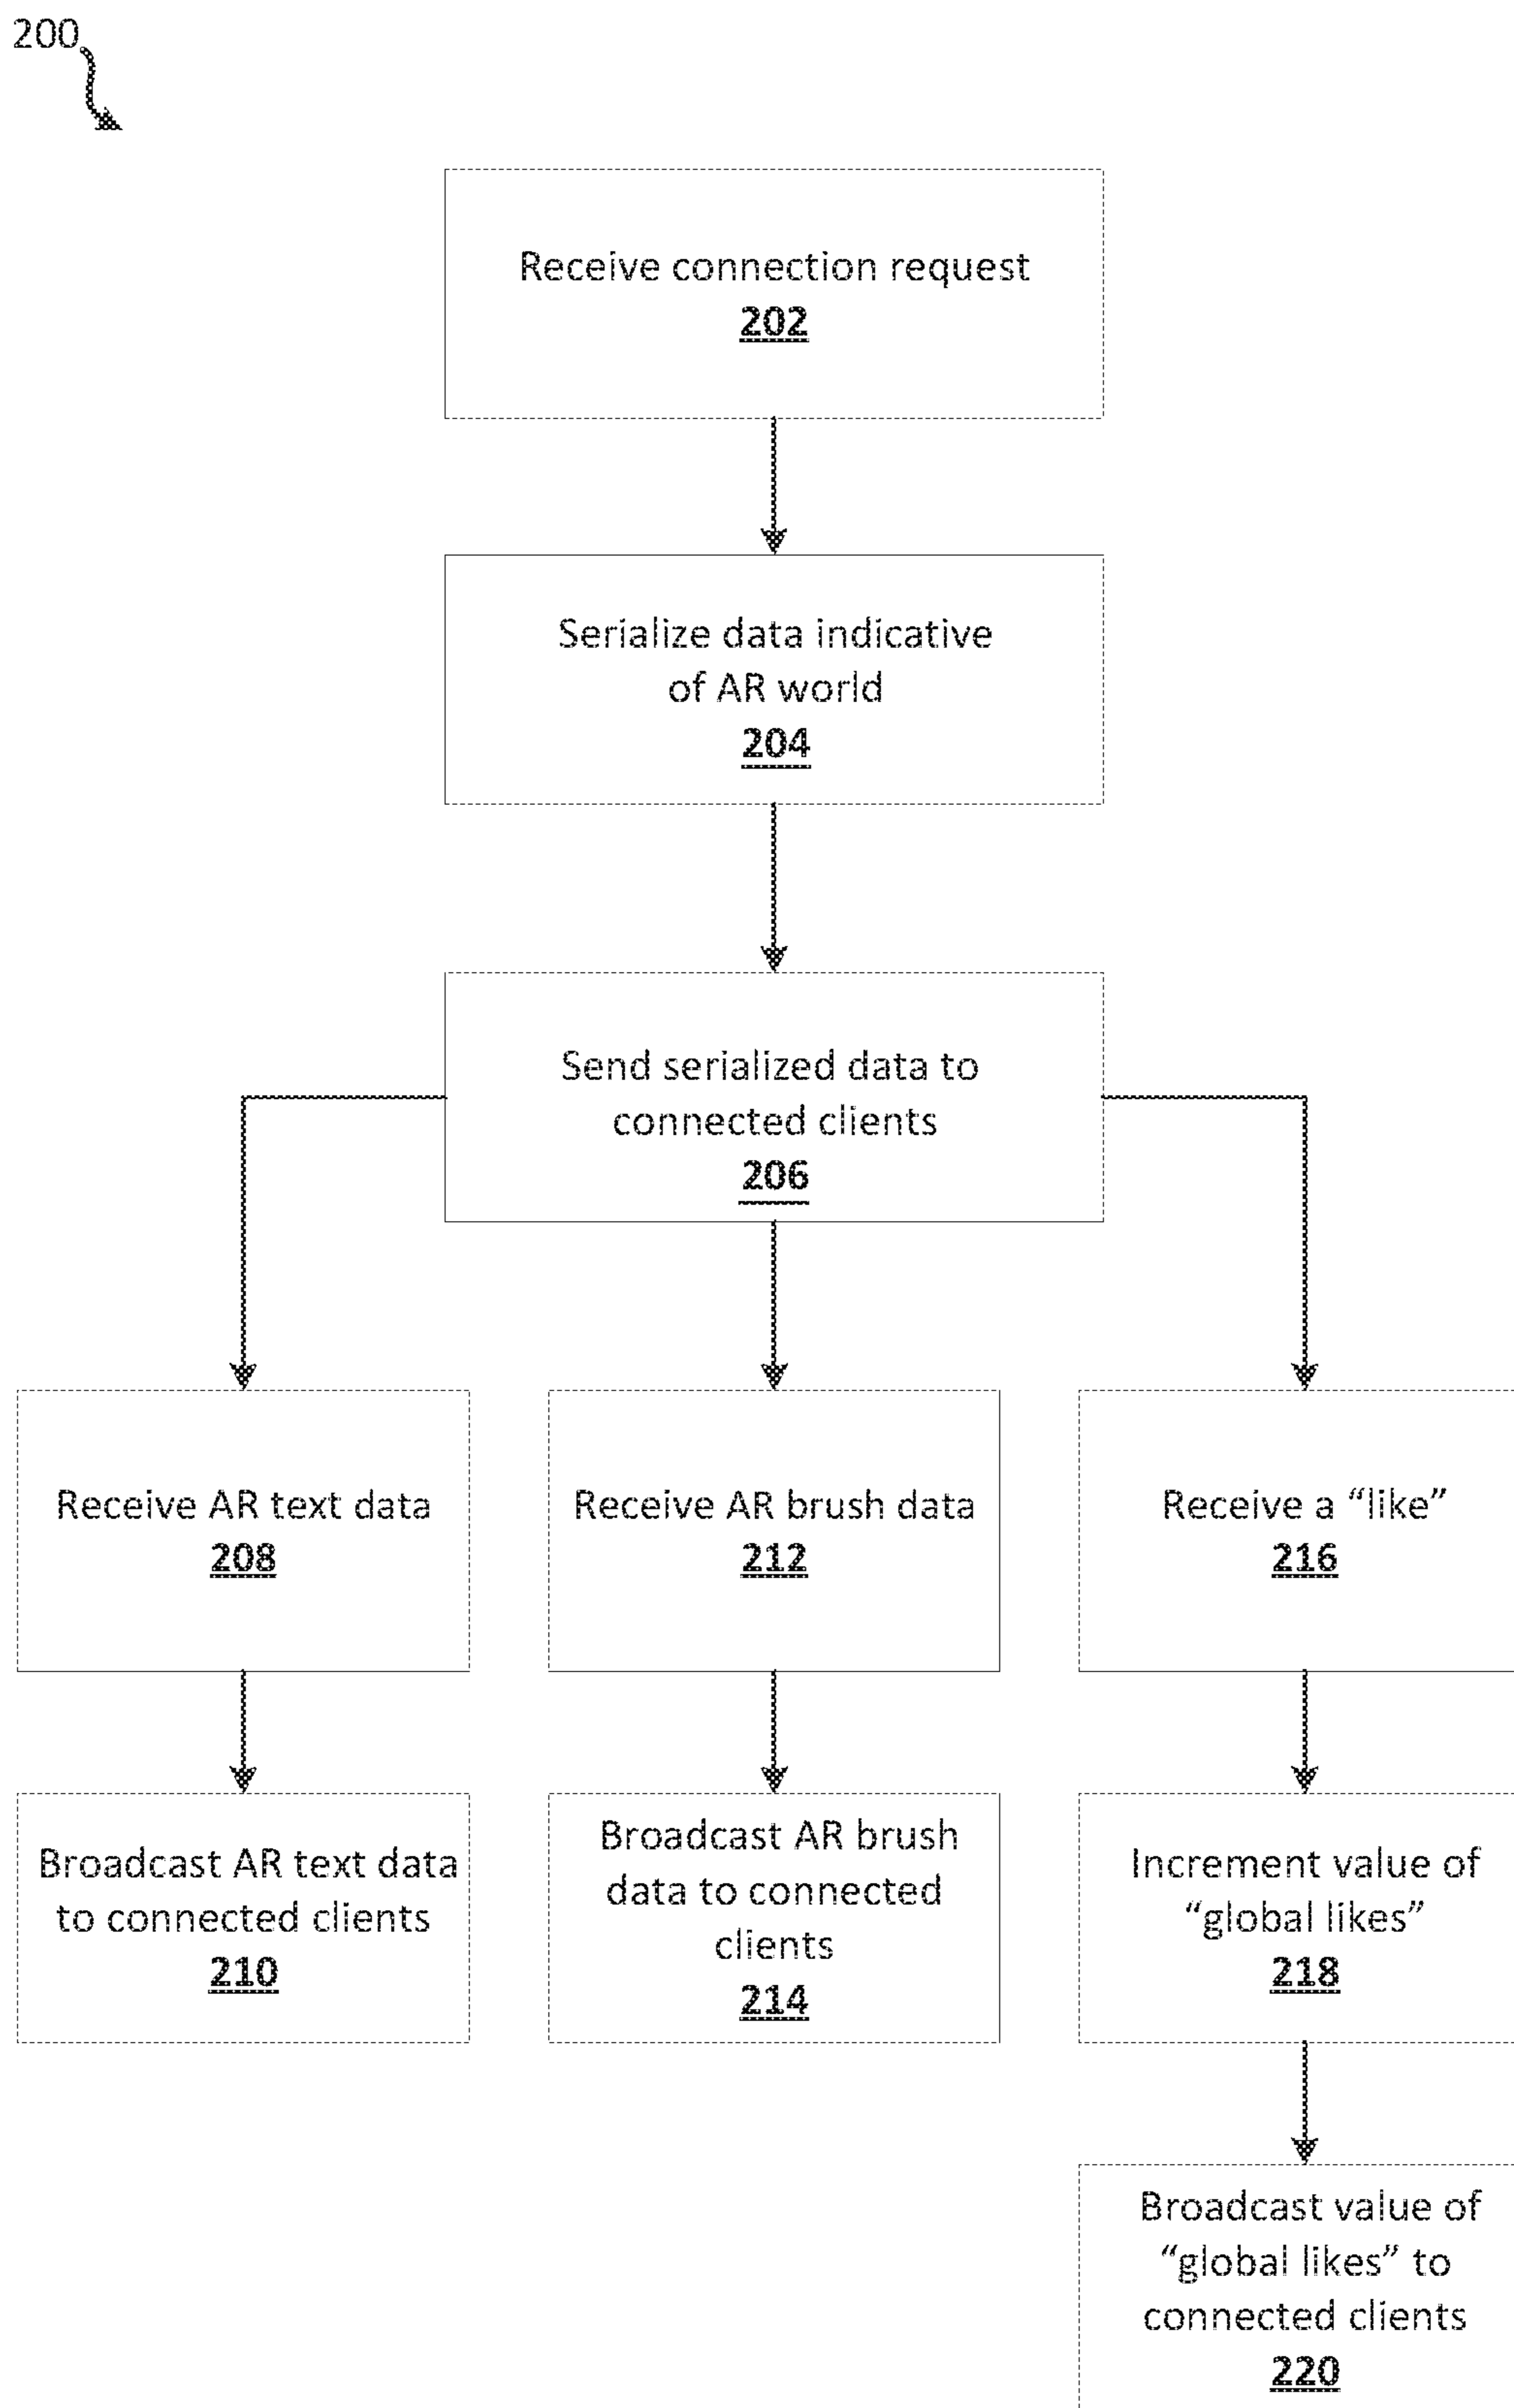 200
Receive connection request
202
Serialize data indicative
of AR world
204
Send serialized data to
connected clients
206
Receive AR text data
208
Broadcast AR text data
to connected clients
210
Receive AR brush data
212
Broadcast AR brush
data to connected
clients
214
Receive a “like”
216
Increment value of
“global likes”
218
Broadcast value of
“global likes” to
connected clients
220